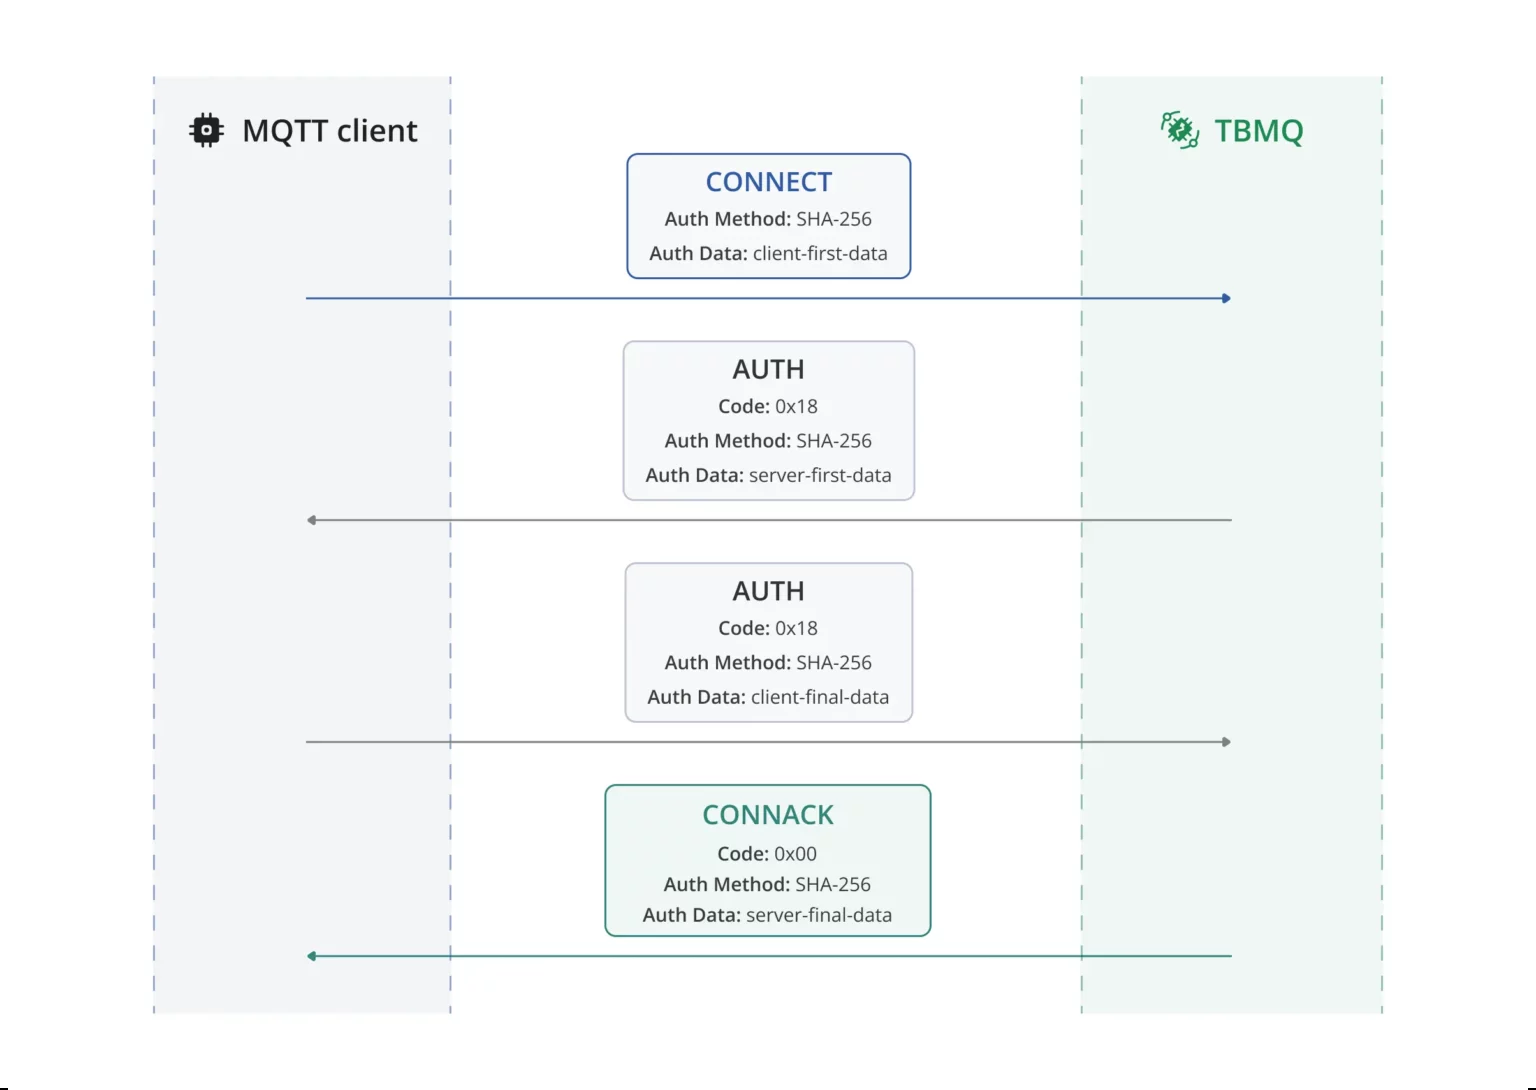 MQTT client
TBMQ
CONNECT
Auth Method: SHA-256
Auth Data: client-first-data
AUTH
Code: 0x18
Auth Method: SHA-256
Auth Data: server-first-data
AUTH
Code: 0x18
Auth Method: SHA-256
Auth Data: client-final-data
CONNACK
Code: 0x00
Auth Method: SHA-256
Auth Data: server-final-data